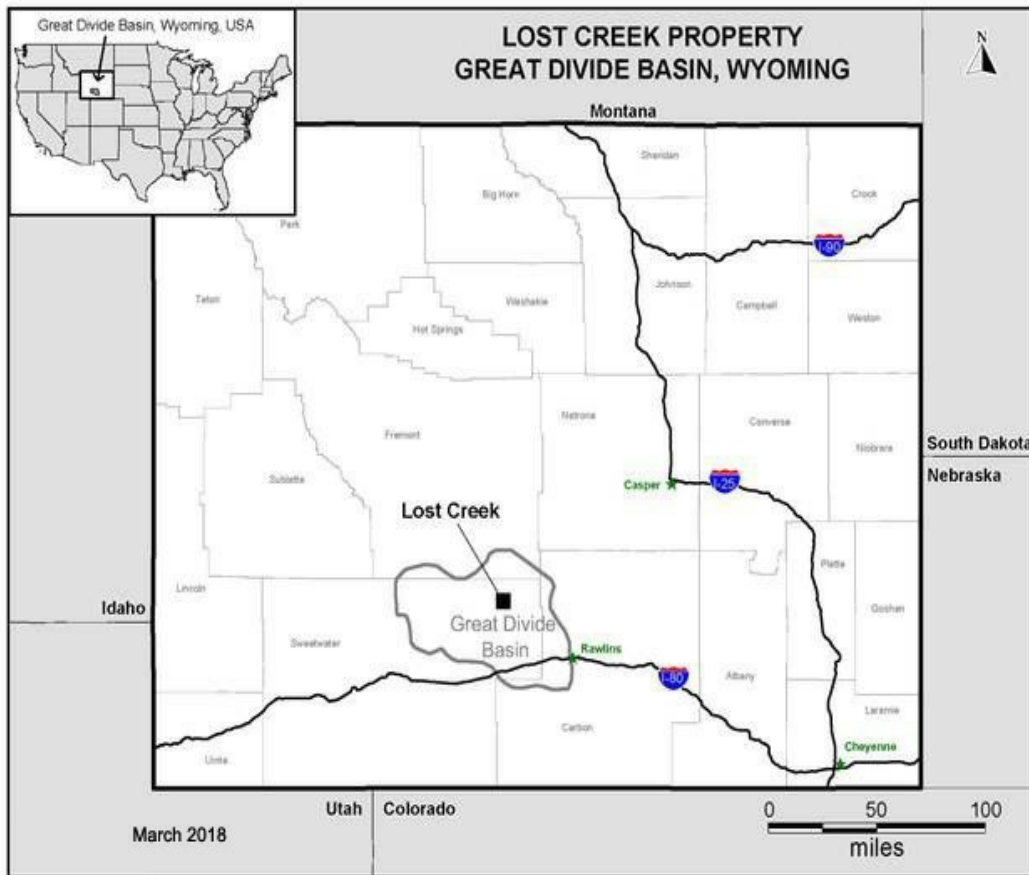 Great Divide Basin, Wyoming, USA
LOST CREEK PROPERTY
GREAT DIVIDE BASIN, WYOMING
N
Montana
Sheridan
Crook
Big Horn
Park
I-90
Johnson
Campbell
Teton
Washakie
Weston
Hot Springs
Natrona
Converse
Fremont
Niobrara
South Dakota
Nebraska
Sublette
Casper
I-25
Lost Creek
Platte
Lincoln
Goshen
Idaho
Great Divide
Basin
Sweetwater
Rawlins
I-80
Albany
Laramie
Carbon
Cheyenne
Uinta
Utah
Colorado
March 2018
0 50 100
miles